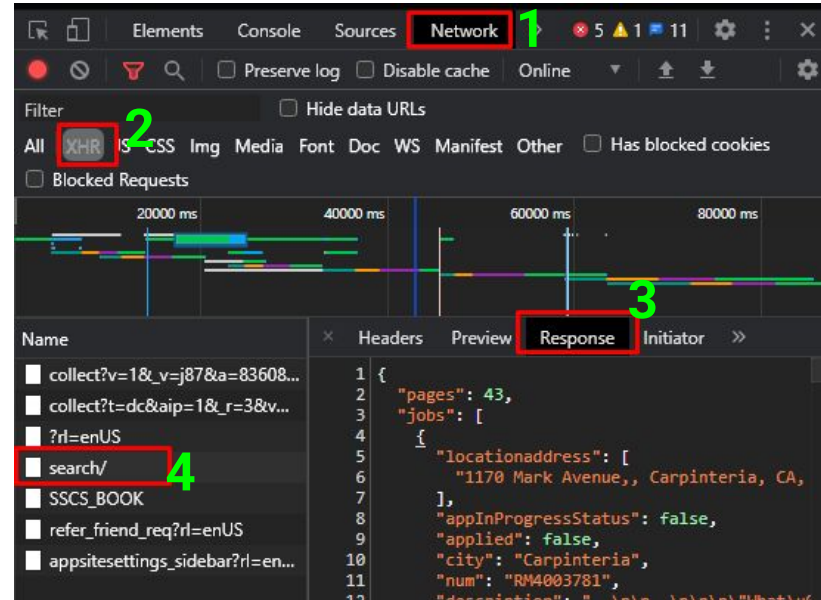 Elements Console Sources Network 1 5 1 11
Preserve log Disable cache Online
Filter Hide data URLs
2
All XHR JS CSS Img Media Font Doc WS Manifest Other Has blocked cookies
Blocked Requests
20000 ms 40000 ms 60000 ms 80000 ms
3
Name × Headers Preview Response Initiator »
collect?v=1&_v=j87&a=83608...
collect?t=dc&aip=1&_r=3&v...
?rl=enUS
search/ 4
SSCS_BOOK
refer_friend_req?rl=enUS
appsitesettings_sidebar?rl=en...
1 {
2 "pages": 43,
3 "jobs": [
4 {
5 "locationaddress": [
6 "1170 Mark Avenue,, Carpinteria, CA,
7 ],
8 "appInProgressStatus": false,
9 "applied": false,
10 "city": "Carpinteria",
11 "num": "RM4003781",